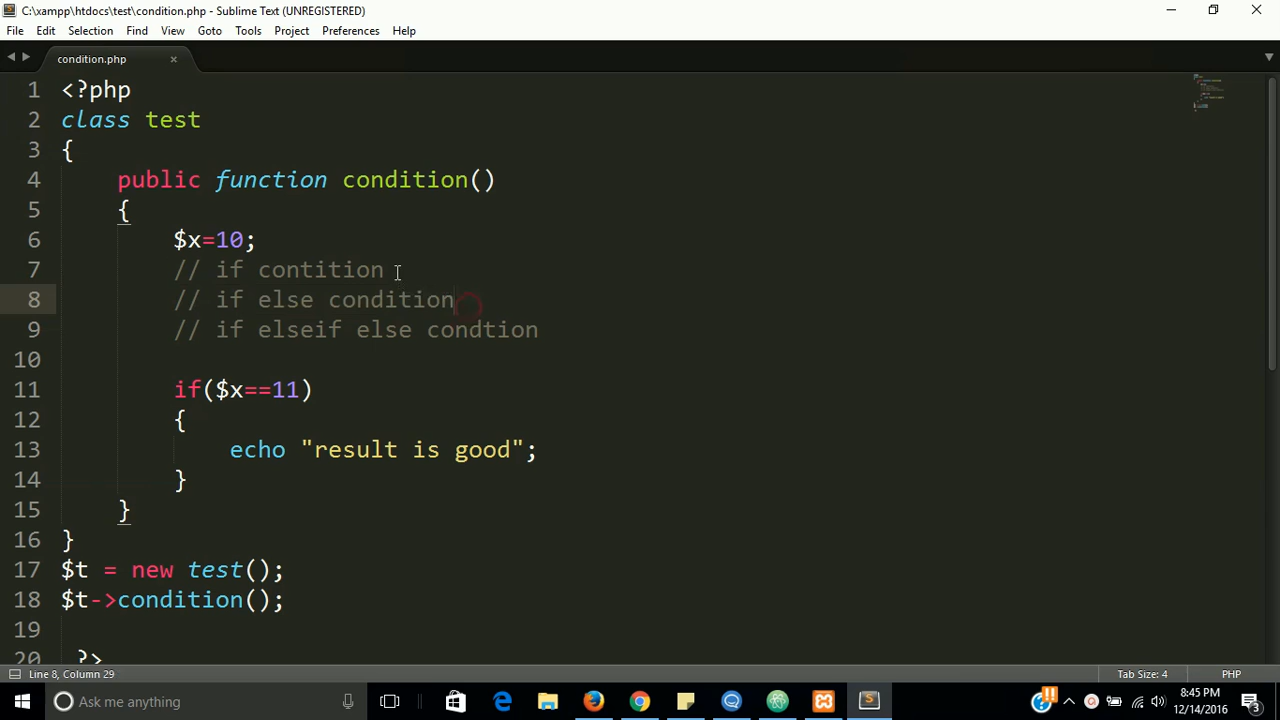 C:\xampp\htdocs\test\condition.php - Sublime Text (UNREGISTERED)
File Edit Selection Find View Goto Tools Project Preferences Help
condition.php ×
1 <?php
2 class test
3 {
4 public function condition()
5 {
6 $x=10;
7 // if contition
8 // if else condition
9 // if elseif else condtion
10
11 if($x==11)
12 {
13 echo "result is good";
14 }
15 }
16 }
17 $t = new test();
18 $t->condition();
19
20 ?>
Line 8, Column 29 Tab Size: 4 PHP
Ask me anything 8:45 PM
12/14/2016 3